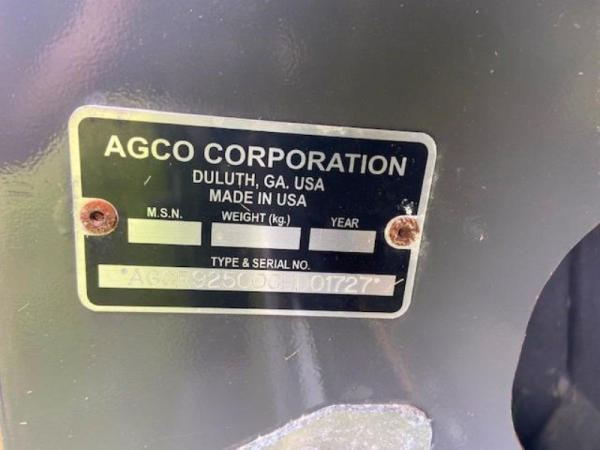 AGCO CORPORATION
DULUTH, GA. USA
MADE IN USA
M.S.N. WEIGHT (kg.) YEAR
TYPE & SERIAL NO.